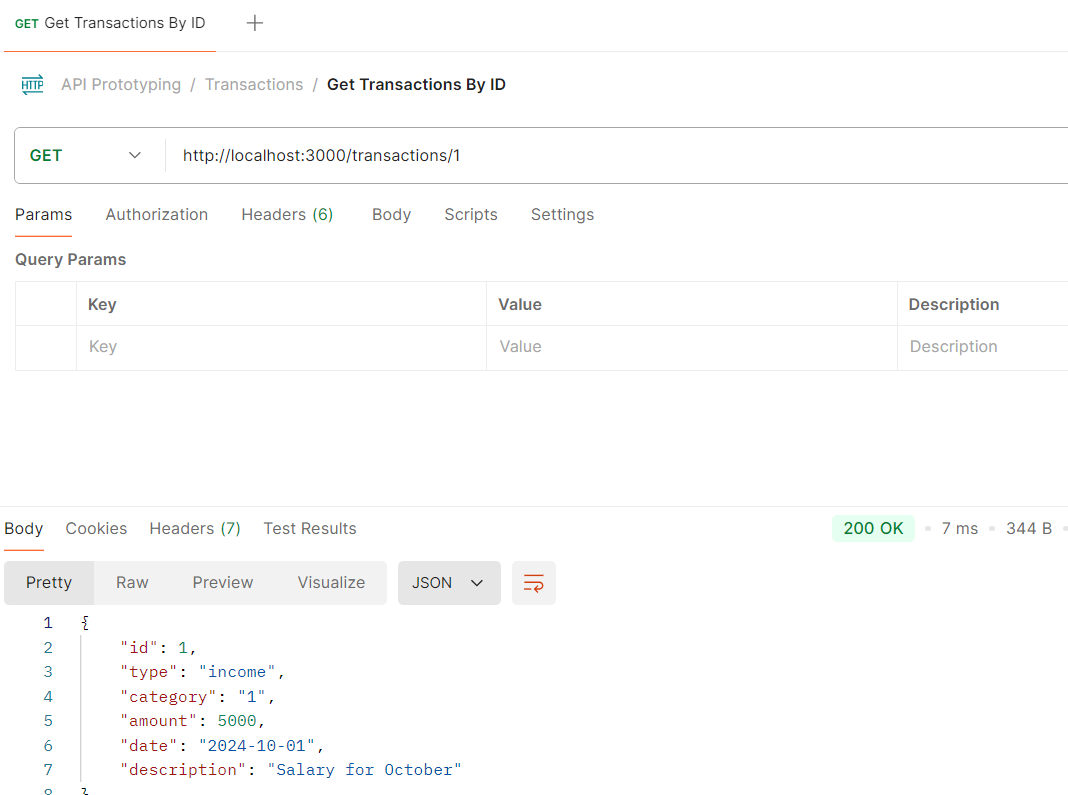 GET Get Transactions By ID
HTTP API Prototyping / Transactions / Get Transactions By ID
GET http://localhost:3000/transactions/1
Params Authorization Headers (6) Body Scripts Settings
Query Params
Key Value Description
Key Value Description
Body Cookies Headers (7) Test Results 200 OK 7 ms 344 B
Pretty Raw Preview Visualize JSON
1 {
2 "id": 1,
3 "type": "income",
4 "category": "1",
5 "amount": 5000,
6 "date": "2024-10-01",
7 "description": "Salary for October"
8 }